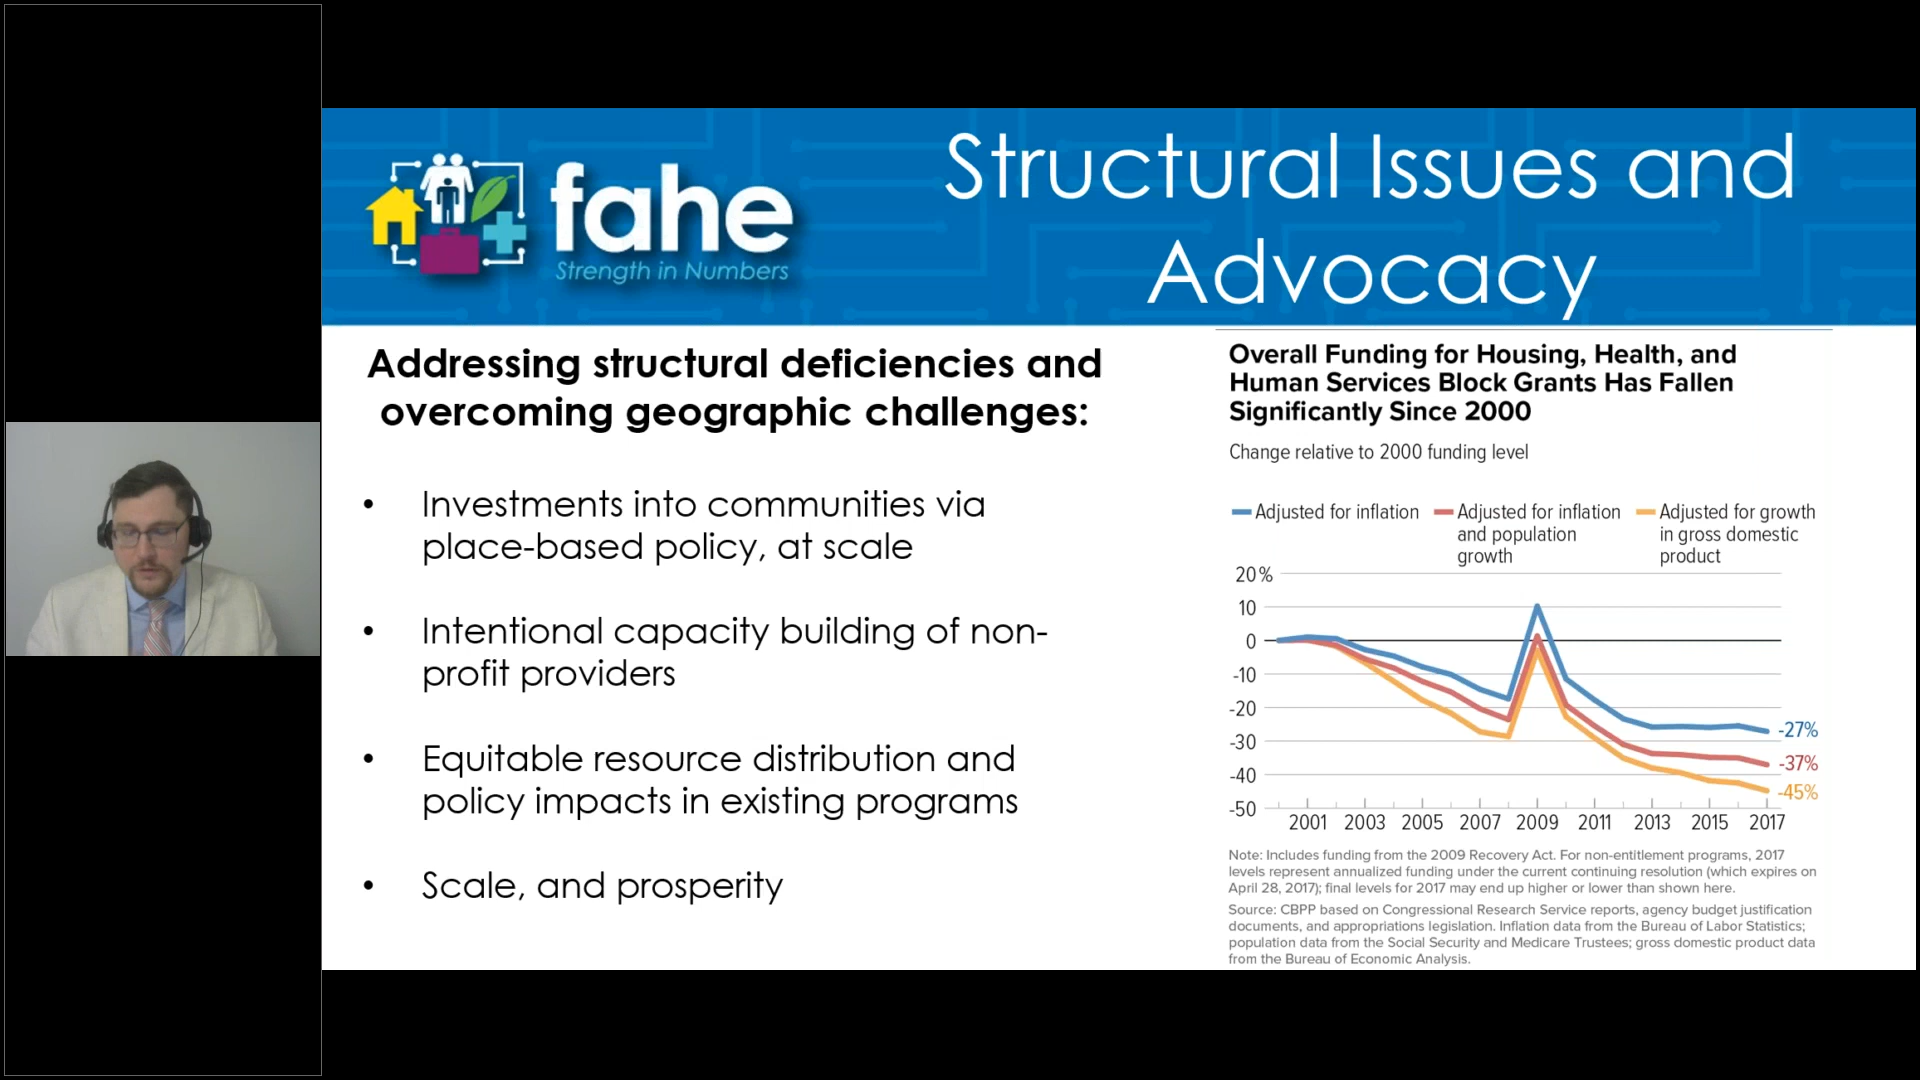 fahe
Strength in Numbers
Structural Issues and
Advocacy
Addressing structural deficiencies and
overcoming geographic challenges:
• Investments into communities via
place-based policy, at scale
• Intentional capacity building of non-
profit providers
• Equitable resource distribution and
policy impacts in existing programs
• Scale, and prosperity
Overall Funding for Housing, Health, and
Human Services Block Grants Has Fallen
Significantly Since 2000
Change relative to 2000 funding level
Adjusted for inflation
Adjusted for inflation
and population
growth
Adjusted for growth
in gross domestic
product
20%
10
0
-10
-20
-30
-40
-50
-27%
-37%
-45%
2001 2003 2005 2007 2009 2011 2013 2015 2017
Note: Includes funding from the 2009 Recovery Act. For non-entitlement programs, 2017
levels represent annualized funding under the current continuing resolution (which expires on
April 28, 2017); final levels for 2017 may end up higher or lower than shown here.
Source: CBPP based on Congressional Research Service reports, agency budget justification
documents, and appropriations legislation. Inflation data from the Bureau of Labor Statistics;
population data from the Social Security and Medicare Trustees; gross domestic product data
from the Bureau of Economic Analysis.